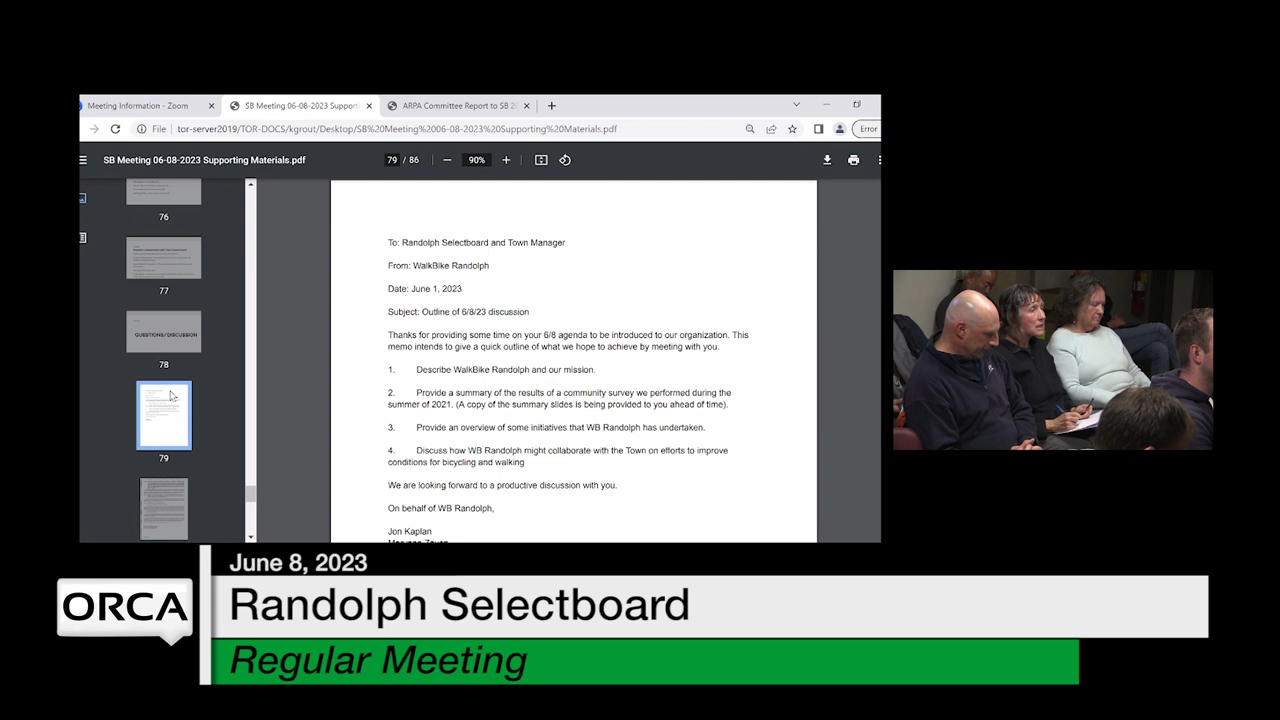 Meeting Information - Zoom
SB Meeting 06-08-2023 Supporti
ARPA Committee Report to SB 2
File tor-server2019/TOR-DOCS/kgrout/Desktop/SB%20Meeting%2006-08-2023%20Supporting%20Materials.pdf
Error
SB Meeting 06-08-2023 Supporting Materials.pdf
79 / 86
90%
76
77
QUESTIONS/DISCUSSION
78
79
To: Randolph Selectboard and Town Manager
From: WalkBike Randolph
Date: June 1, 2023
Subject: Outline of 6/8/23 discussion
Thanks for providing some time on your 6/8 agenda to be introduced to our organization. This
memo intends to give a quick outline of what we hope to achieve by meeting with you.
1. Describe WalkBike Randolph and our mission.
2. Provide a summary of the results of a community survey we performed during the
summer of 2021. (A copy of the summary slides is being provided to you ahead of time).
3. Provide an overview of some initiatives that WB Randolph has undertaken.
4. Discuss how WB Randolph might collaborate with the Town on efforts to improve
conditions for bicycling and walking
We are looking forward to a productive discussion with you.
On behalf of WB Randolph,
Jon Kaplan
June 8, 2023
ORCA
Randolph Selectboard
Regular Meeting